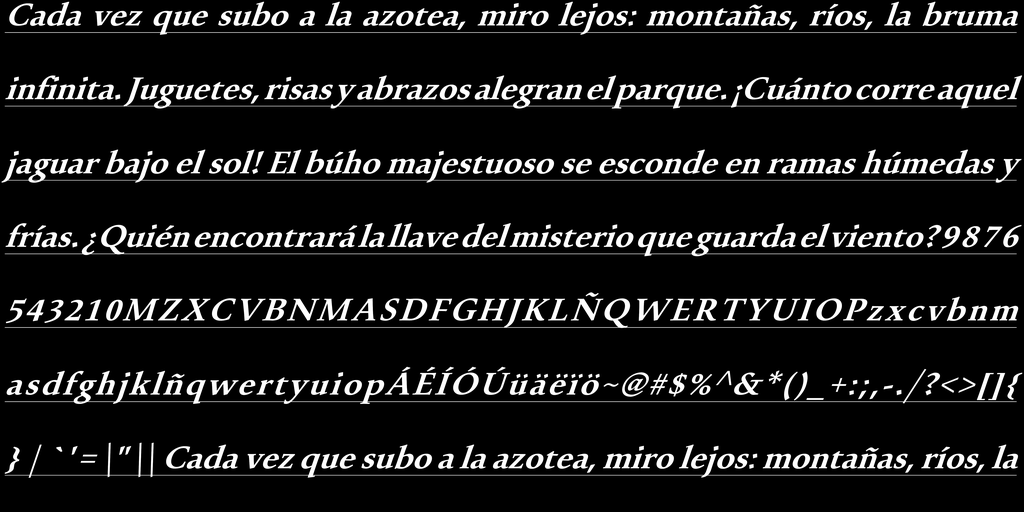 Cada vez que subo a la azotea, miro lejos: montañas, ríos, la bruma
infinita. Juguetes, risas y abrazos alegran el parque. ¡Cuánto corre aquel
jaguar bajo el sol! El búho majestuoso se esconde en ramas húmedas y
frías. ¿Quién encontrará la llave del misterio que guarda el viento?9876
543210MZXCVBNMASDFGHJKLÑQWERTYUIOPzxcvbnm
asdfghjklñqwertyuiopÁÉÍÓÚüäëïö~@#$%^&*()_+:;,-./?<>[]{
}|`'=|"|| Cada vez que subo a la azotea, miro lejos: montañas, ríos, la